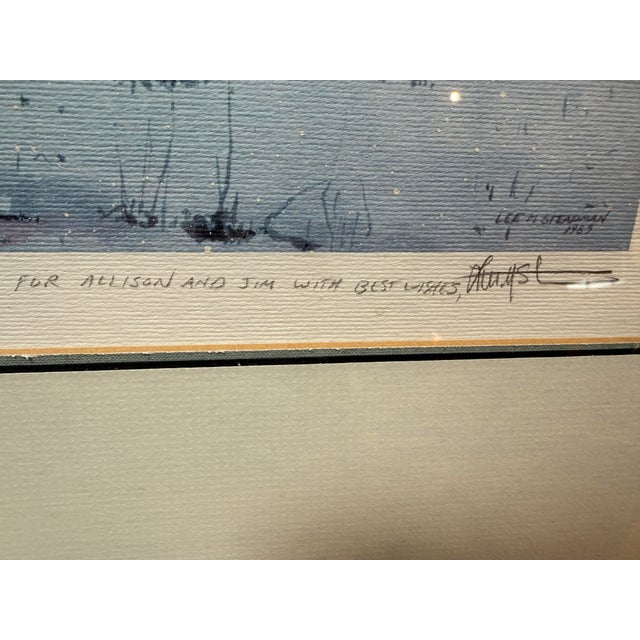 LEE M STEADMAN
1983
FOR ALLISON AND JIM WITH BEST WISHES,